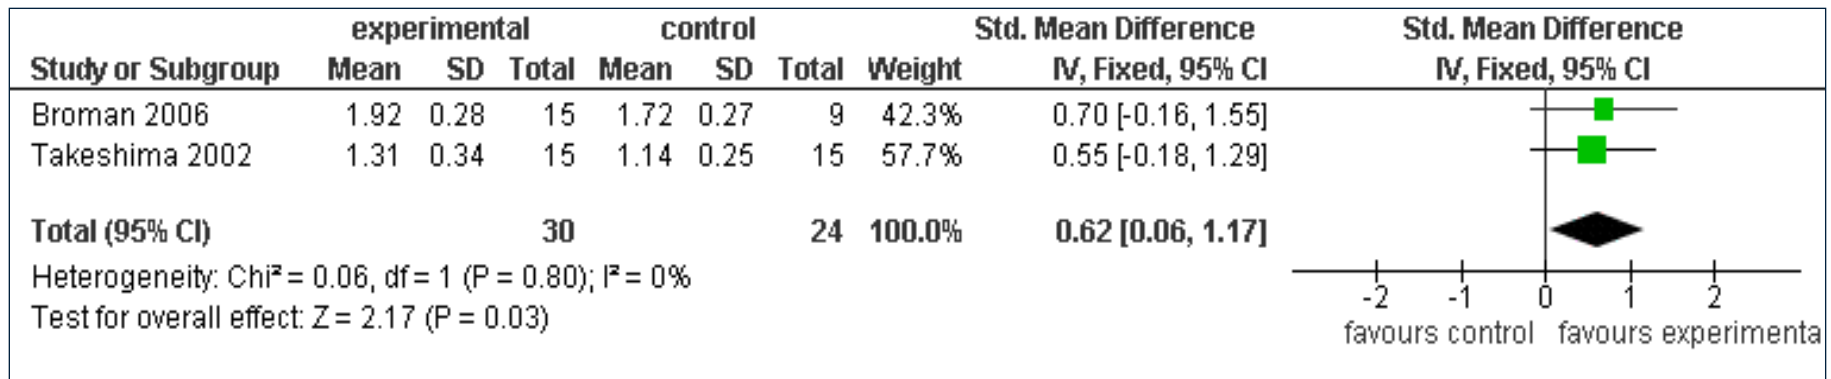 experimental control Std. Mean Difference Std. Mean Difference
Study or Subgroup Mean SD Total Mean SD Total Weight IV, Fixed, 95% CI IV, Fixed, 95% CI
Broman 2006 1.92 0.28 15 1.72 0.27 9 42.3% 0.70 [-0.16, 1.55]
Takeshima 2002 1.31 0.34 15 1.14 0.25 15 57.7% 0.55 [-0.18, 1.29]
Total (95% CI) 30 24 100.0% 0.62 [0.06, 1.17]
Heterogeneity: Chi² = 0.06, df = 1 (P = 0.80); I² = 0%
Test for overall effect: Z = 2.17 (P = 0.03)
-2 -1 0 1 2
favours control favours experimenta